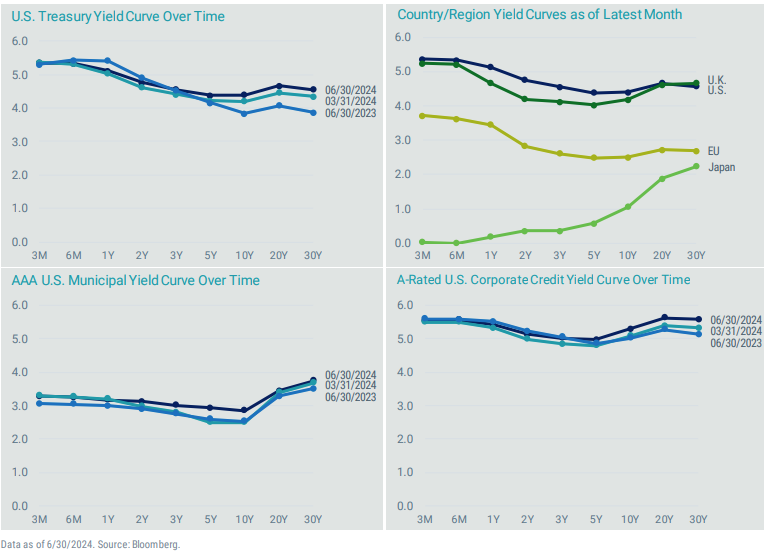 U.S. Treasury Yield Curve Over Time
6.0
5.0
4.0
3.0
2.0
1.0
0.0
3M 6M 1Y 2Y 3Y 5Y 10Y 20Y 30Y
06/30/2024
03/31/2024
06/30/2023
Country/Region Yield Curves as of Latest Month
6.0
5.0
4.0
3.0
2.0
1.0
0.0
3M 6M 1Y 2Y 3Y 5Y 10Y 20Y 30Y
U.K.
U.S.
EU
Japan
AAA U.S. Municipal Yield Curve Over Time
6.0
5.0
4.0
3.0
2.0
1.0
0.0
3M 6M 1Y 2Y 3Y 5Y 10Y 20Y 30Y
06/30/2024
03/31/2024
06/30/2023
A-Rated U.S. Corporate Credit Yield Curve Over Time
6.0
5.0
4.0
3.0
2.0
1.0
0.0
3M 6M 1Y 2Y 3Y 5Y 10Y 20Y 30Y
06/30/2024
03/31/2024
06/30/2023
Data as of 6/30/2024. Source: Bloomberg.